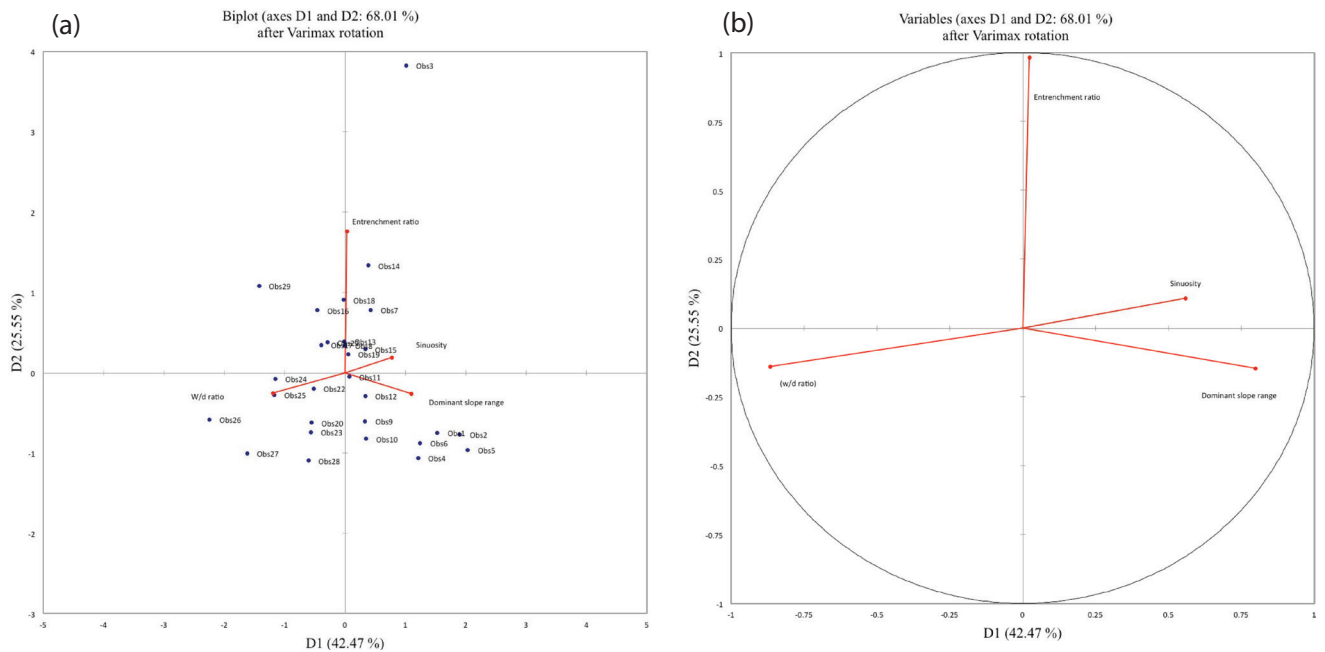 (a)
Biplot (axes D1 and D2: 68.01 %)
after Varimax rotation
4
3
2
1
0
-1
-2
-3
-5
-4
-3
-2
-1
0
1
2
3
4
5
D2 (25.55 %)
D1 (42.47 %)
Obs3
Entrenchment ratio
Obs14
Obs29
Obs18
Obs16
Obs7
Obs13
Obs15
Obs19
Sinuosity
Obs11
Obs24
W/d ratio
Obs25
Obs22
Obs12
Dominant slope range
Obs26
Obs20
Obs9
Obs23
Obs10
Obs1
Obs2
Obs6
Obs5
Obs4
Obs27
Obs28
(b)
Variables (axes D1 and D2: 68.01 %)
after Varimax rotation
1
0.75
0.5
0.25
0
-0.25
-0.5
-0.75
-1
-1
-0.75
-0.5
-0.25
0
0.25
0.5
0.75
1
D2 (25.55 %)
D1 (42.47 %)
Entrenchment ratio
Sinuosity
(w/d ratio)
Dominant slope range